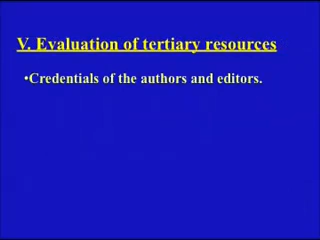 V. Evaluation of tertiary resources
•Credentials of the authors and editors.